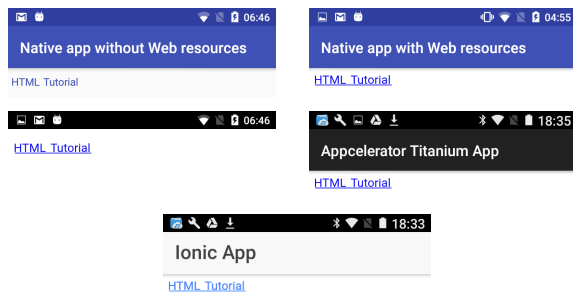 06:46
Native app without Web resources
HTML Tutorial
04:55
Native app with Web resources
HTML Tutorial
06:46
HTML Tutorial
18:35
Appcelerator Titanium App
HTML Tutorial
18:33
Ionic App
HTML Tutorial